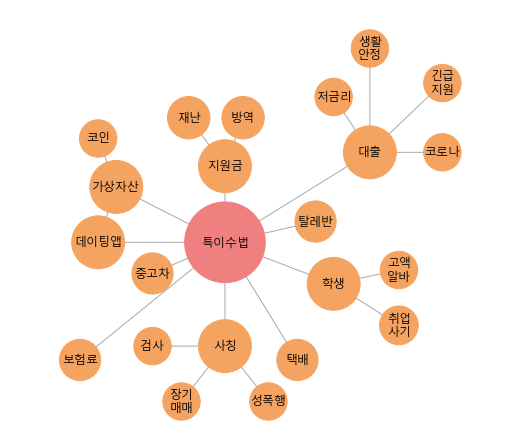 생활
안정
긴급
지원
저금리
재난
방역
코인
대출
코로나
지원금
가상자산
탈레반
데이팅앱
특이수법
중고차
고액
알바
학생
취업
사기
검사
사칭
보험료
택배
장기
매매
성폭행